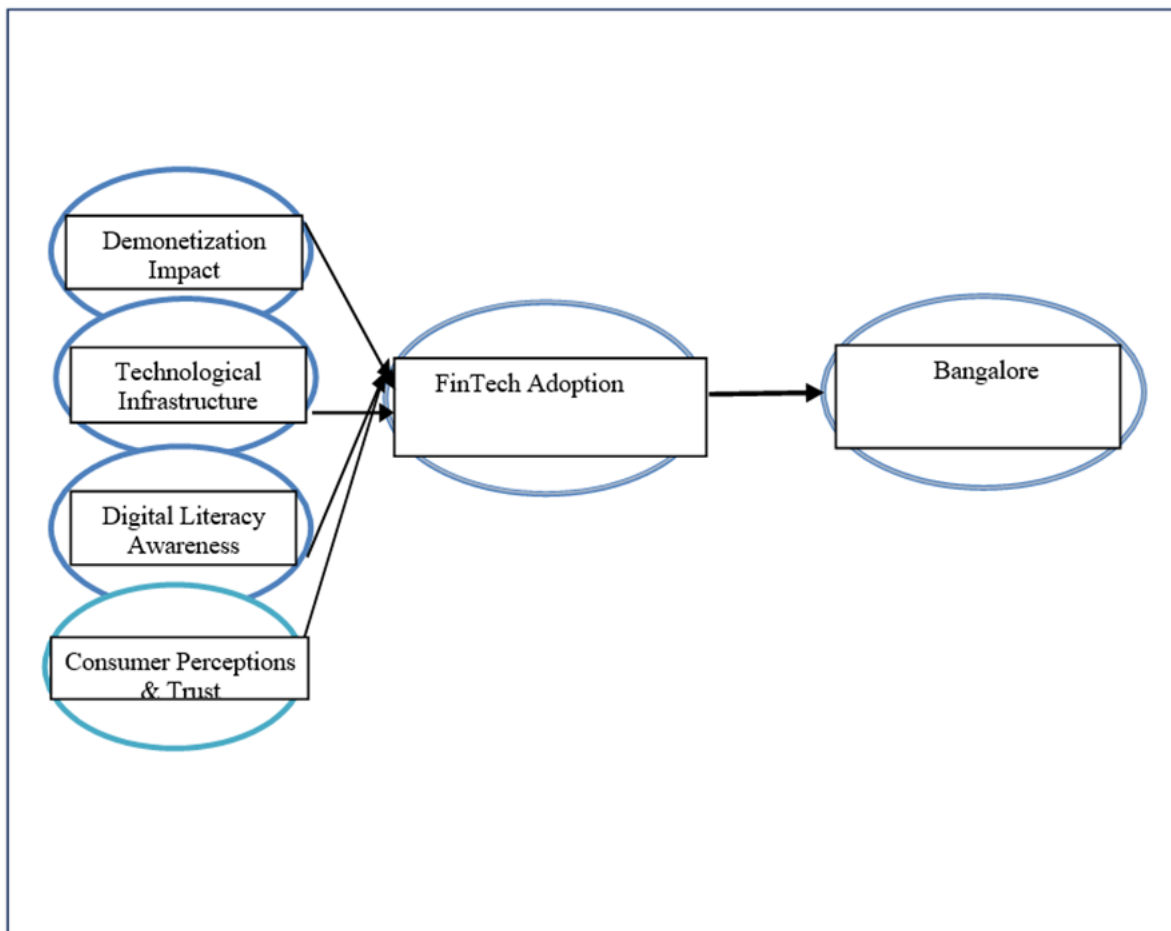 Demonetization
Impact
Technological
Infrastructure
Digital Literacy
Awareness
Consumer Perceptions
& Trust
FinTech Adoption
Bangalore